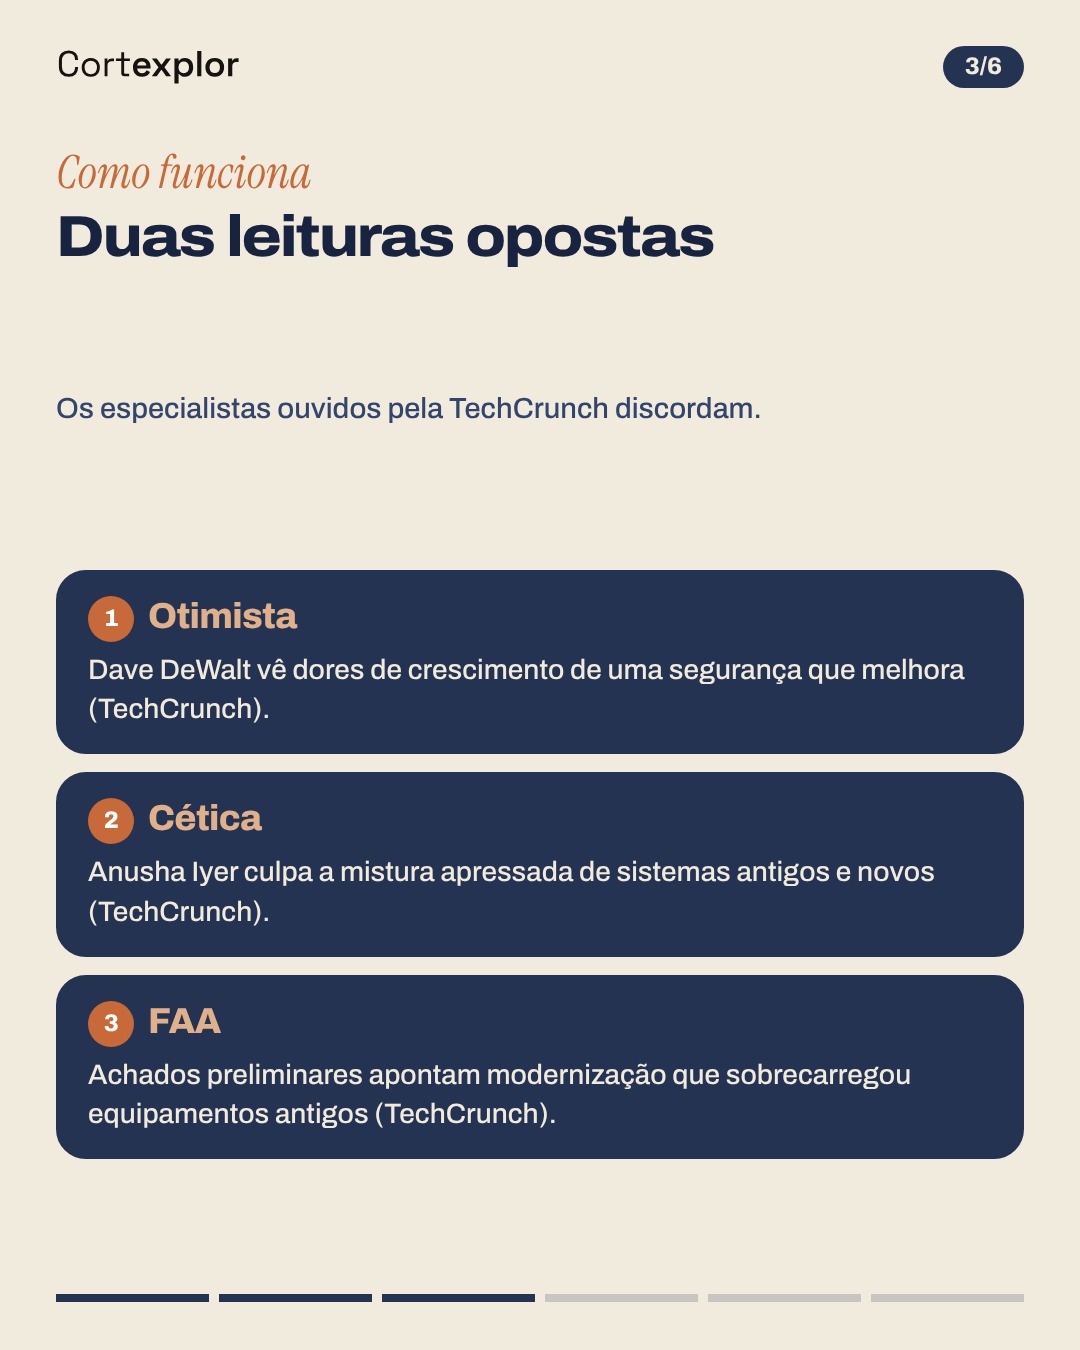 Cortexplor
3/6
Como funciona
Duas leituras opostas
Os especialistas ouvidos pela TechCrunch discordam.
1 Otimista
Dave DeWalt vê dores de crescimento de uma segurança que melhora
(TechCrunch).
2 Cética
Anusha Iyer culpa a mistura apressada de sistemas antigos e novos
(TechCrunch).
3 FAA
Achados preliminares apontam modernização que sobrecarregou
equipamentos antigos (TechCrunch).